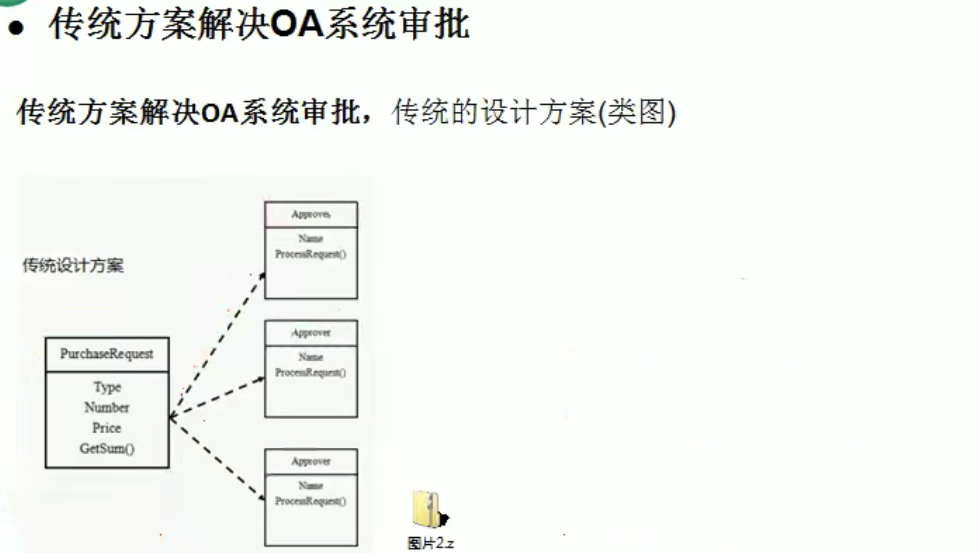 传统方案解决OA系统审批
传统方案解决OA系统审批，传统的设计方案(类图)
传统设计方案
PurchaseRequest
Type
Number
Price
GetSum()
Approver
Name
ProcessRequest()
Approver
Name
ProcessRequest()
Approver
Name
ProcessRequest()
图片2.z